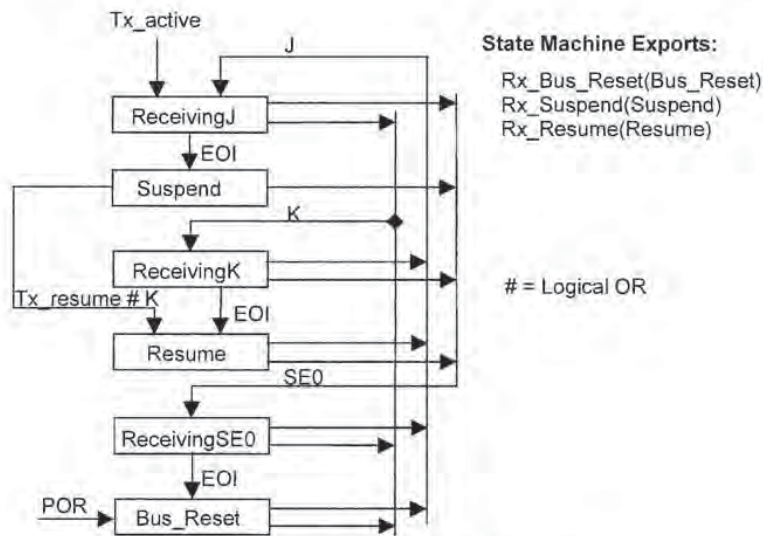 Tx_active
J
State Machine Exports:
Rx_Bus_Reset(Bus_Reset)
Rx_Suspend(Suspend)
Rx_Resume(Resume)
ReceivingJ
EOI
Suspend
K
ReceivingK
Tx_resume # K
EOI
# = Logical OR
Resume
SE0
ReceivingSE0
EOI
POR
Bus_Reset